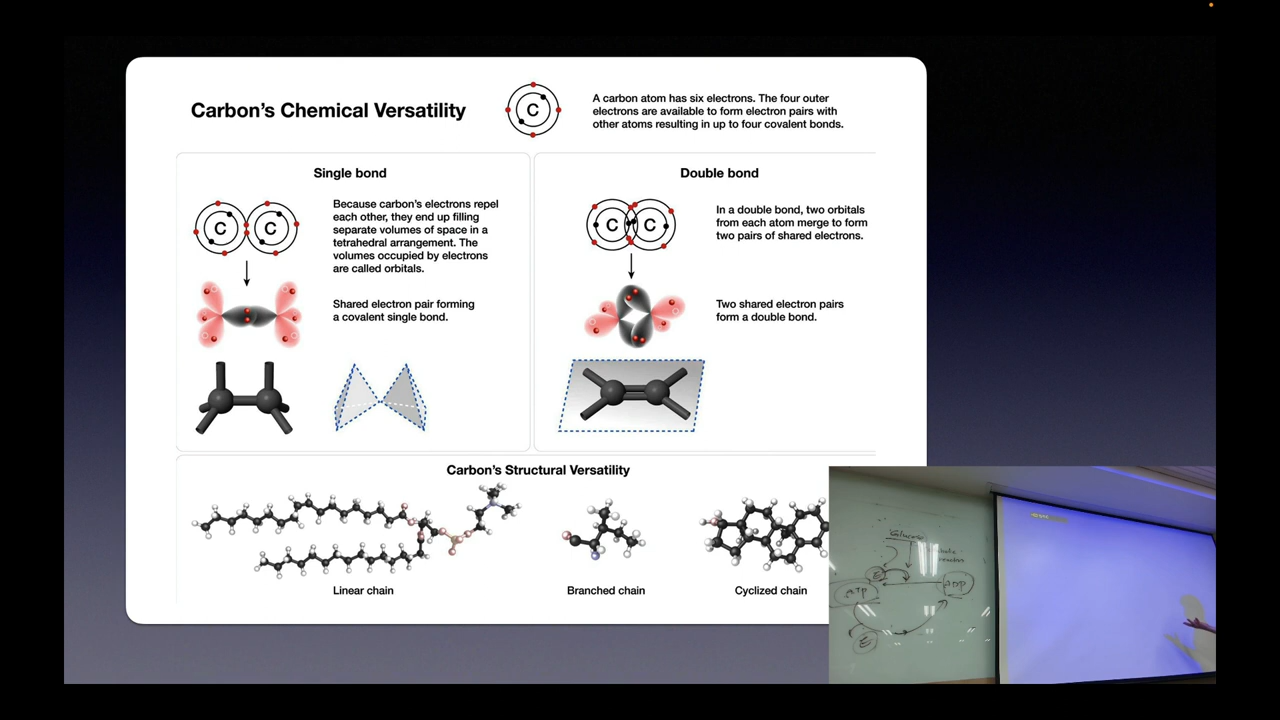 Carbon's Chemical Versatility
C
A carbon atom has six electrons. The four outer
electrons are available to form electron pairs with
other atoms resulting in up to four covalent bonds.
Single bond
C C
Because carbon's electrons repel
each other, they end up filling
separate volumes of space in a
tetrahedral arrangement. The
volumes occupied by electrons
are called orbitals.
Shared electron pair forming
a covalent single bond.
Double bond
C C
In a double bond, two orbitals
from each atom merge to form
two pairs of shared electrons.
Two shared electron pairs
form a double bond.
Carbon's Structural Versatility
Linear chain
Branched chain
Cyclized chain
Glucose
E
ATP
ADP
E